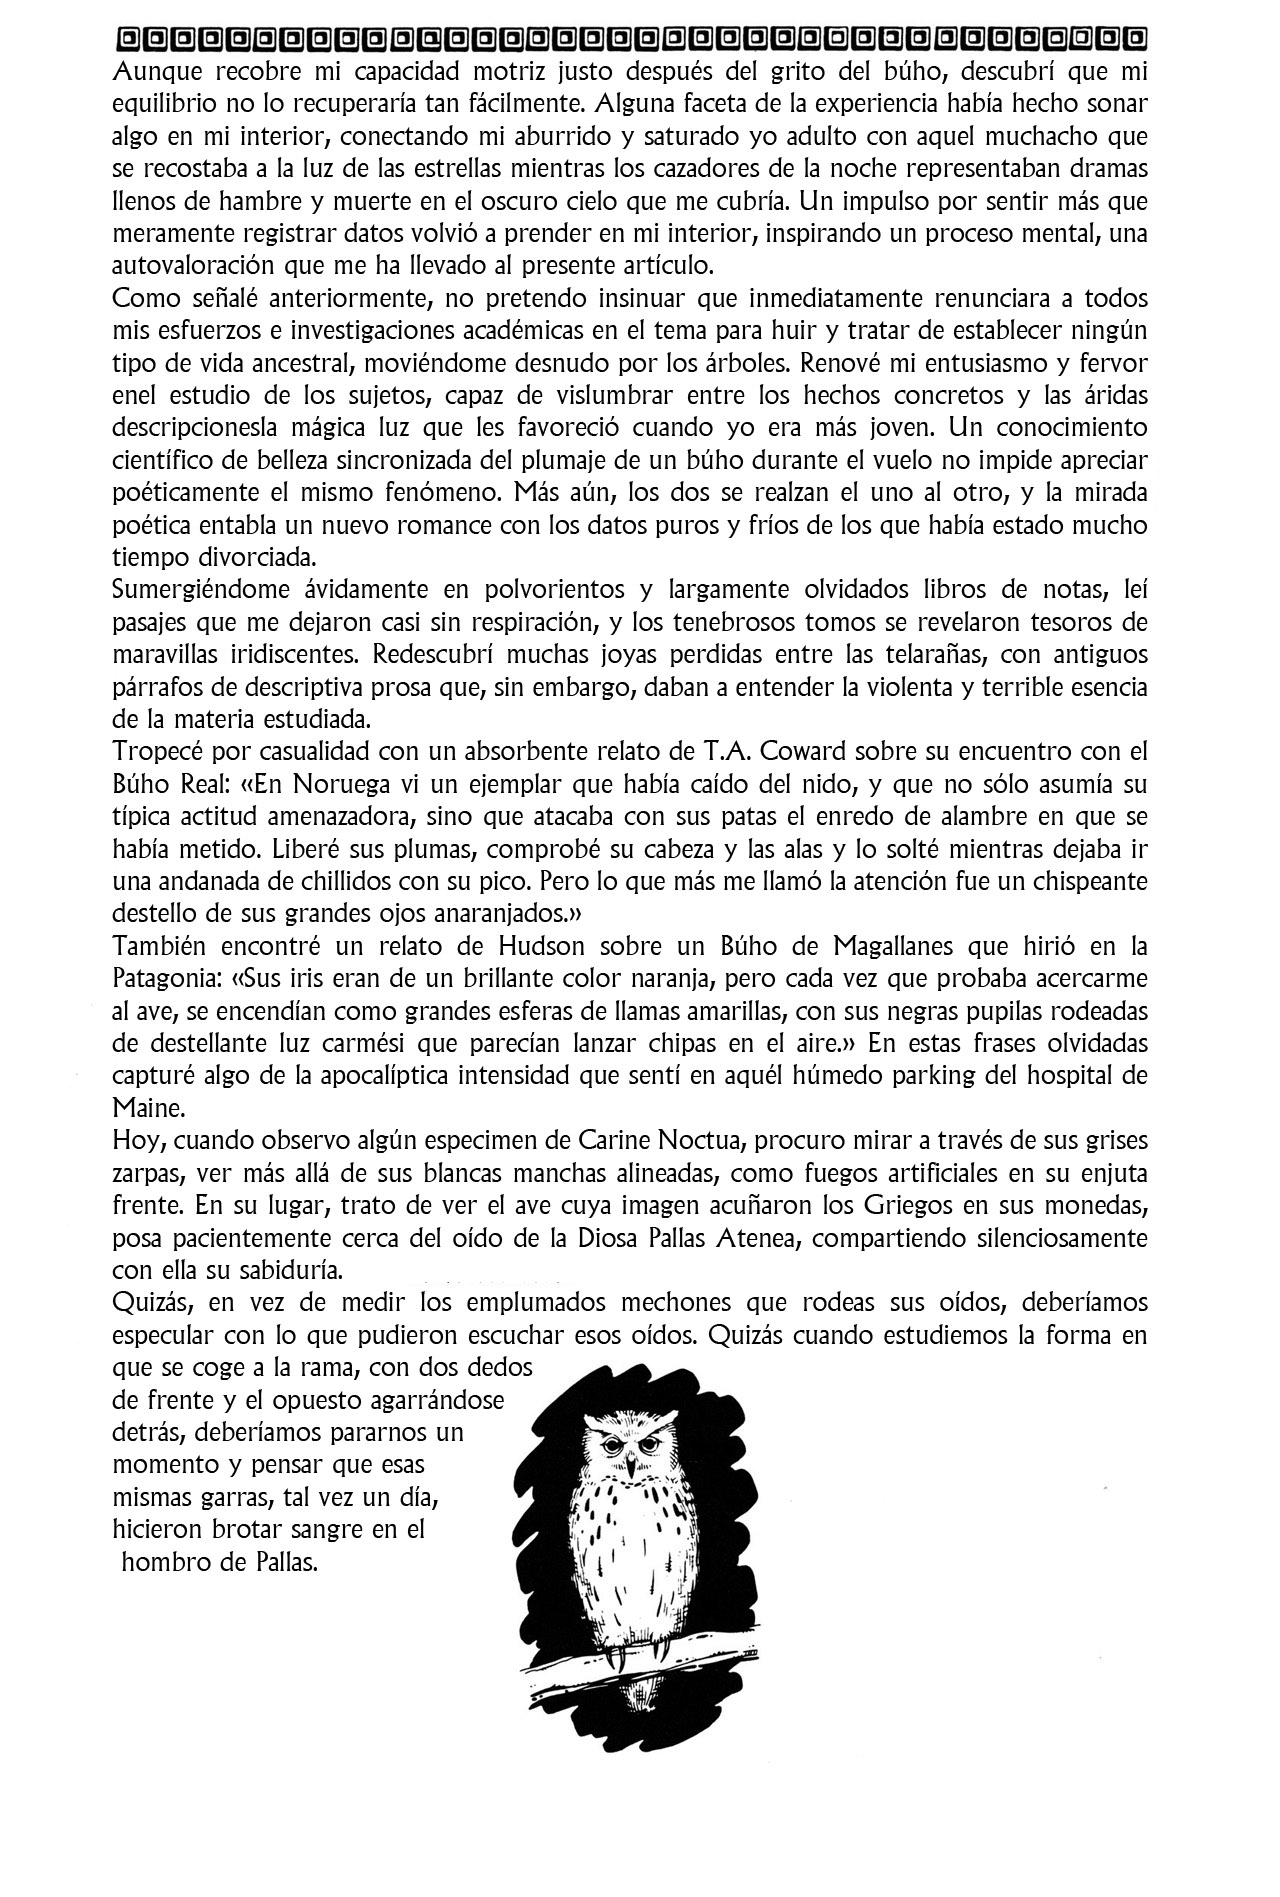 Aunque recobre mi capacidad motriz justo después del grito del búho, descubrí que mi
equilibrio no lo recuperaría tan fácilmente. Alguna faceta de la experiencia había hecho sonar
algo en mi interior, conectando mi aburrido y saturado yo adulto con aquel muchacho que
se recostaba a la luz de las estrellas mientras los cazadores de la noche representaban dramas
llenos de hambre y muerte en el oscuro cielo que me cubría. Un impulso por sentir más que
meramente registrar datos volvió a prender en mi interior, inspirando un proceso mental, una
autovaloración que me ha llevado al presente artículo.
Como señalé anteriormente, no pretendo insinuar que inmediatamente renunciara a todos
mis esfuerzos e investigaciones académicas en el tema para huir y tratar de establecer ningún
tipo de vida ancestral, moviéndome desnudo por los árboles. Renové mi entusiasmo y fervor
enel estudio de los sujetos, capaz de vislumbrar entre los hechos concretos y las áridas
descripcionesla mágica luz que les favoreció cuando yo era más joven. Un conocimiento
científico de belleza sincronizada del plumaje de un búho durante el vuelo no impide apreciar
poéticamente el mismo fenómeno. Más aún, los dos se realzan el uno al otro, y la mirada
poética entabla un nuevo romance con los datos puros y fríos de los que había estado mucho
tiempo divorciada.
Sumergiéndome ávidamente en polvorientos y largamente olvidados libros de notas, leí
pasajes que me dejaron casi sin respiración, y los tenebrosos tomos se revelaron tesoros de
maravillas iridiscentes. Redescubrí muchas joyas perdidas entre las telarañas, con antiguos
párrafos de descriptiva prosa que, sin embargo, daban a entender la violenta y terrible esencia
de la materia estudiada.
Tropecé por casualidad con un absorbente relato de T.A. Coward sobre su encuentro con el
Búho Real: «En Noruega vi un ejemplar que había caído del nido, y que no sólo asumía su
típica actitud amenazadora, sino que atacaba con sus patas el enredo de alambre en que se
había metido. Liberé sus plumas, comprobé su cabeza y las alas y lo solté mientras dejaba ir
una andanada de chillidos con su pico. Pero lo que más me llamó la atención fue un chispeante
destello de sus grandes ojos anaranjados.»
También encontré un relato de Hudson sobre un Búho de Magallanes que hirió en la
Patagonia: «Sus iris eran de un brillante color naranja, pero cada vez que probaba acercarme
al ave, se encendían como grandes esferas de llamas amarillas, con sus negras pupilas rodeadas
de destellante luz carmési que parecían lanzar chipas en el aire.» En estas frases olvidadas
capturé algo de la apocalíptica intensidad que sentí en aquél húmedo parking del hospital de
Maine.
Hoy, cuando observo algún especimen de Carine Noctua, procuro mirar a través de sus grises
zarpas, ver más allá de sus blancas manchas alineadas, como fuegos artificiales en su enjuta
frente. En su lugar, trato de ver el ave cuya imagen acuñaron los Griegos en sus monedas,
posa pacientemente cerca del oído de la Diosa Pallas Atenea, compartiendo silenciosamente
con ella su sabiduría.
Quizás, en vez de medir los emplumados mechones que rodeas sus oídos, deberíamos
especular con lo que pudieron escuchar esos oídos. Quizás cuando estudiemos la forma en
que se coge a la rama, con dos dedos
de frente y el opuesto agarrándose
detrás, deberíamos pararnos un
momento y pensar que esas
mismas garras, tal vez un día,
hicieron brotar sangre en el
hombro de Pallas.